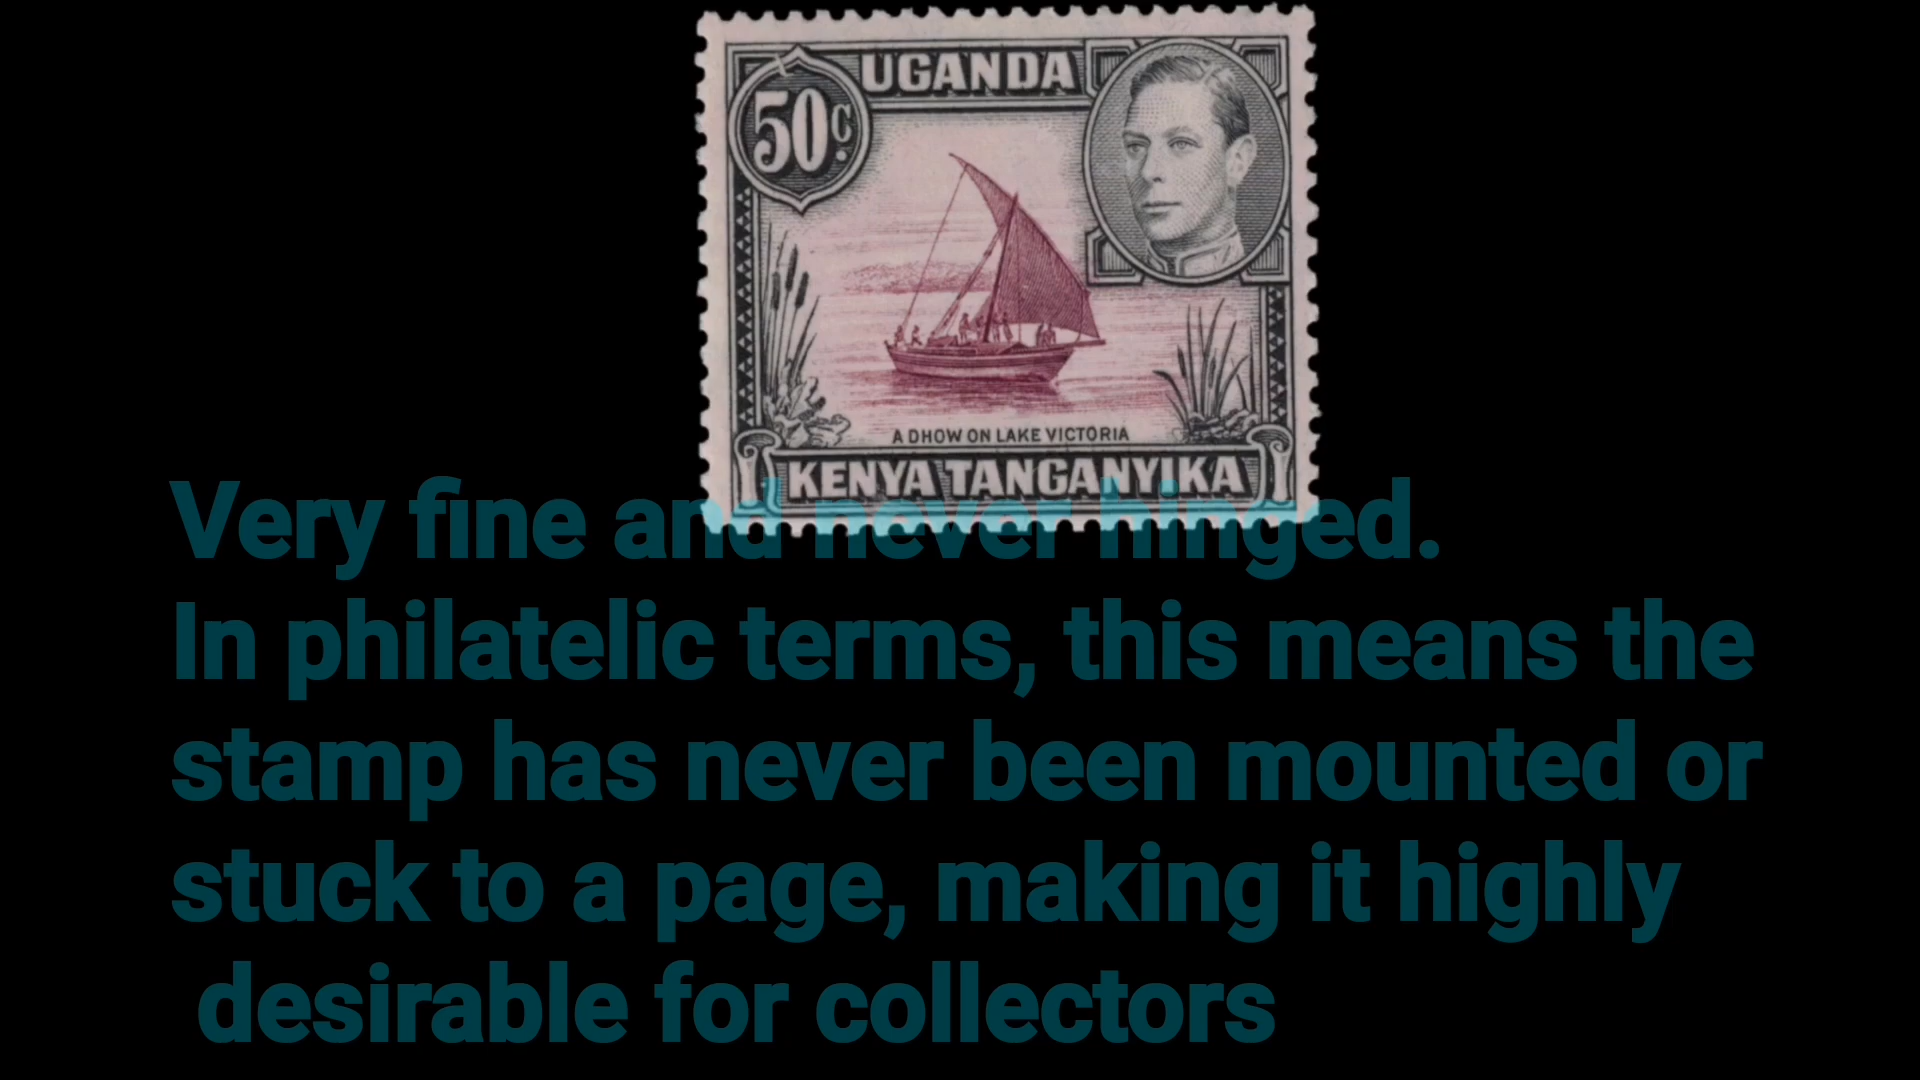 UGANDA
50c.
A DHOW ON LAKE VICTORIA
KENYA TANGANYIKA
Very fine and never hinged.
In philatelic terms, this means the
stamp has never been mounted or
stuck to a page, making it highly
desirable for collectors